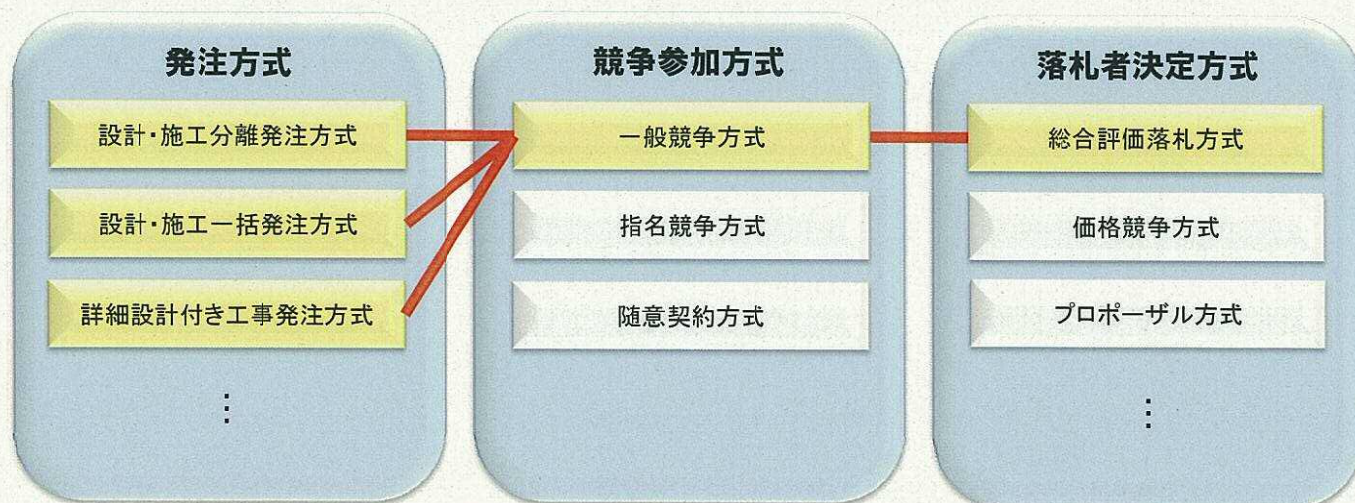 発注方式
設計・施工分離発注方式
設計・施工一括発注方式
詳細設計付き工事発注方式
⋮
競争参加方式
一般競争方式
指名競争方式
随意契約方式
落札者決定方式
総合評価落札方式
価格競争方式
プロポーザル方式
⋮